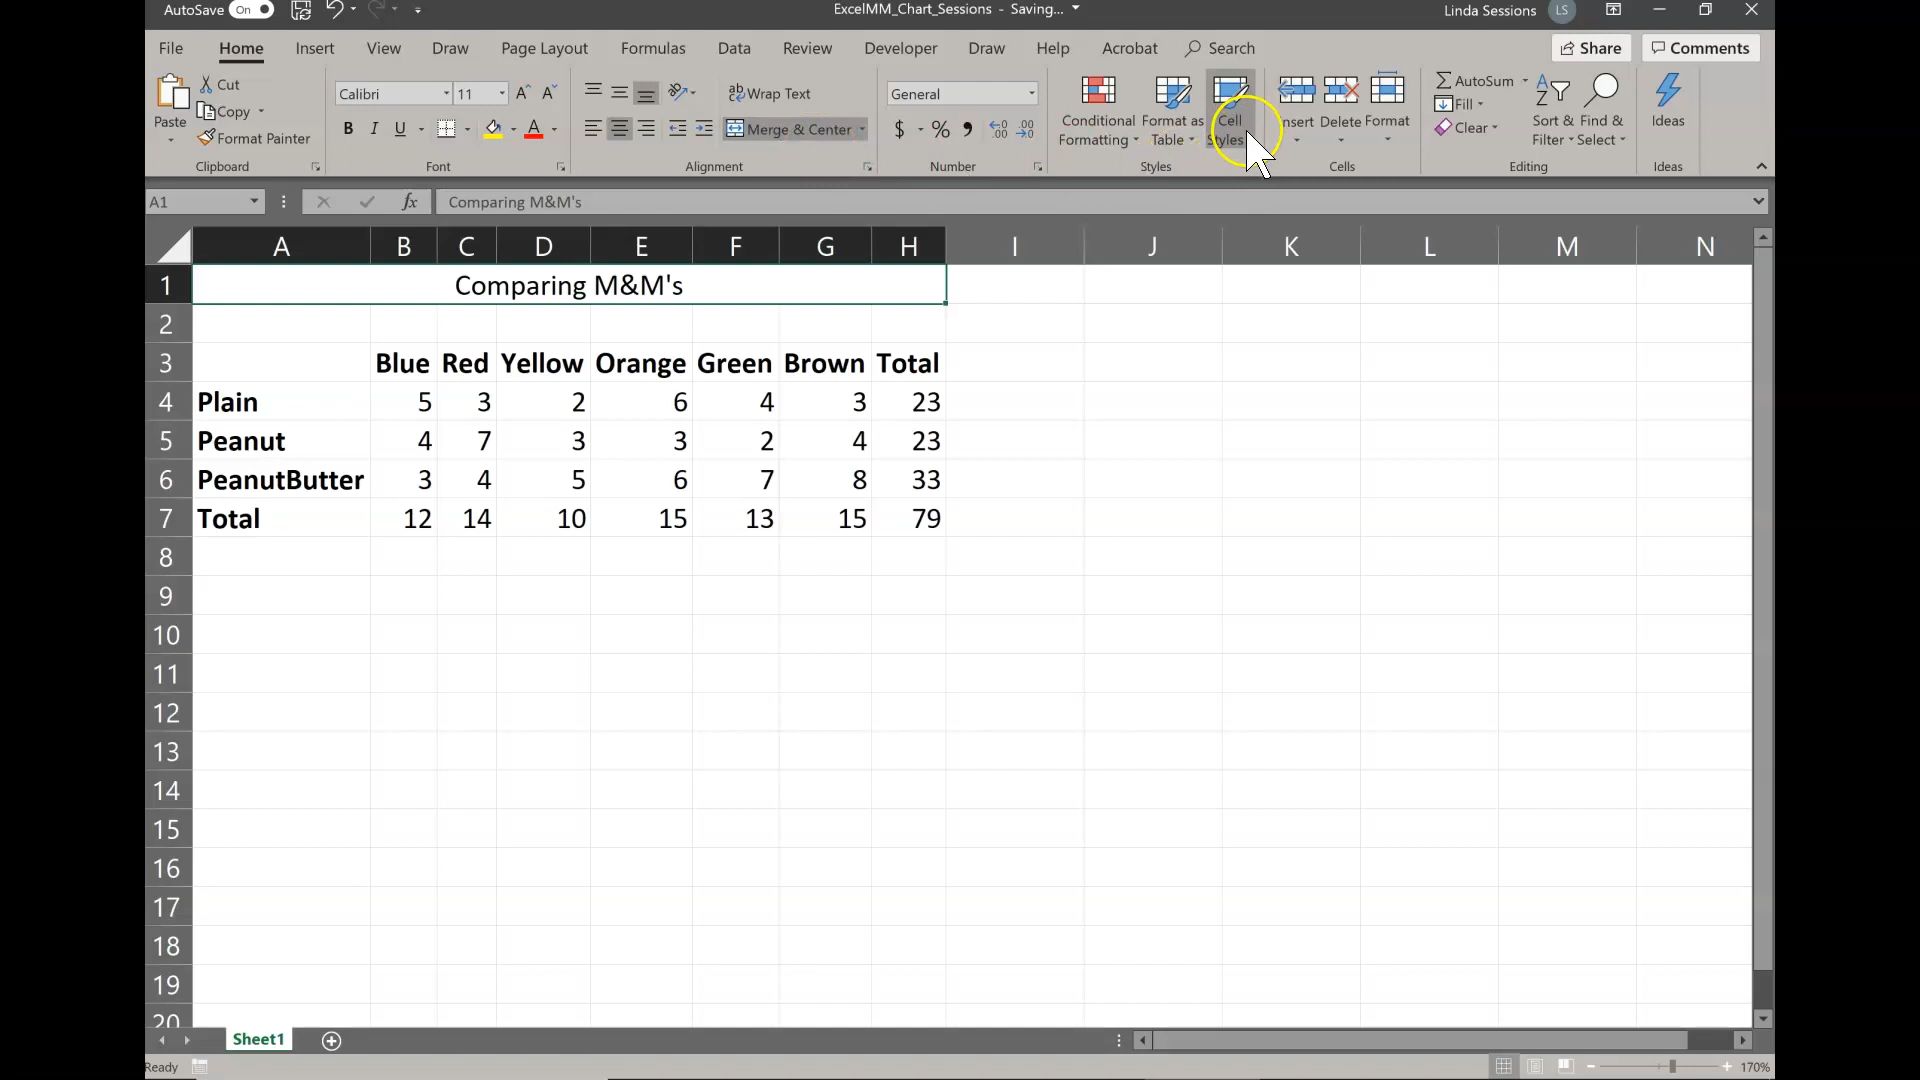 AutoSave On ExcelMM_Chart_Sessions - Saving... Linda Sessions LS
File Home Insert View Draw Page Layout Formulas Data Review Developer Draw Help Acrobat Search Share Comments
Paste Cut Copy Format Painter Clipboard
Calibri 11 B I U A Font
ab Wrap Text Merge & Center Alignment
General $ % Number
Conditional Formatting Format as Table Cell Styles Styles
Insert Delete Format Cells
AutoSum Fill Clear Sort & Filter Find & Select Editing
Ideas Ideas
A1 fx Comparing M&M's
A B C D E F G H I J K L M N
1 Comparing M&M's
2
3 Blue Red Yellow Orange Green Brown Total
4 Plain 5 3 2 6 4 3 23
5 Peanut 4 7 3 3 2 4 23
6 PeanutButter 3 4 5 6 7 8 33
7 Total 12 14 10 15 13 15 79
8
9
10
11
12
13
14
15
16
17
18
19
20
Sheet1
Ready 170%